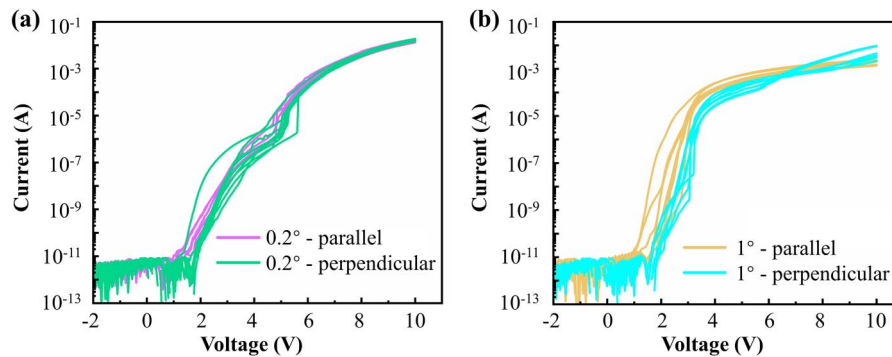 (a)
10⁻¹
10⁻³
10⁻⁵
10⁻⁷
10⁻⁹
10⁻¹¹
10⁻¹³
Current (A)
0.2° - parallel
0.2° - perpendicular
-2 0 2 4 6 8 10
Voltage (V)
(b)
10⁻¹
10⁻³
10⁻⁵
10⁻⁷
10⁻⁹
10⁻¹¹
10⁻¹³
Current (A)
1° - parallel
1° - perpendicular
-2 0 2 4 6 8 10
Voltage (V)